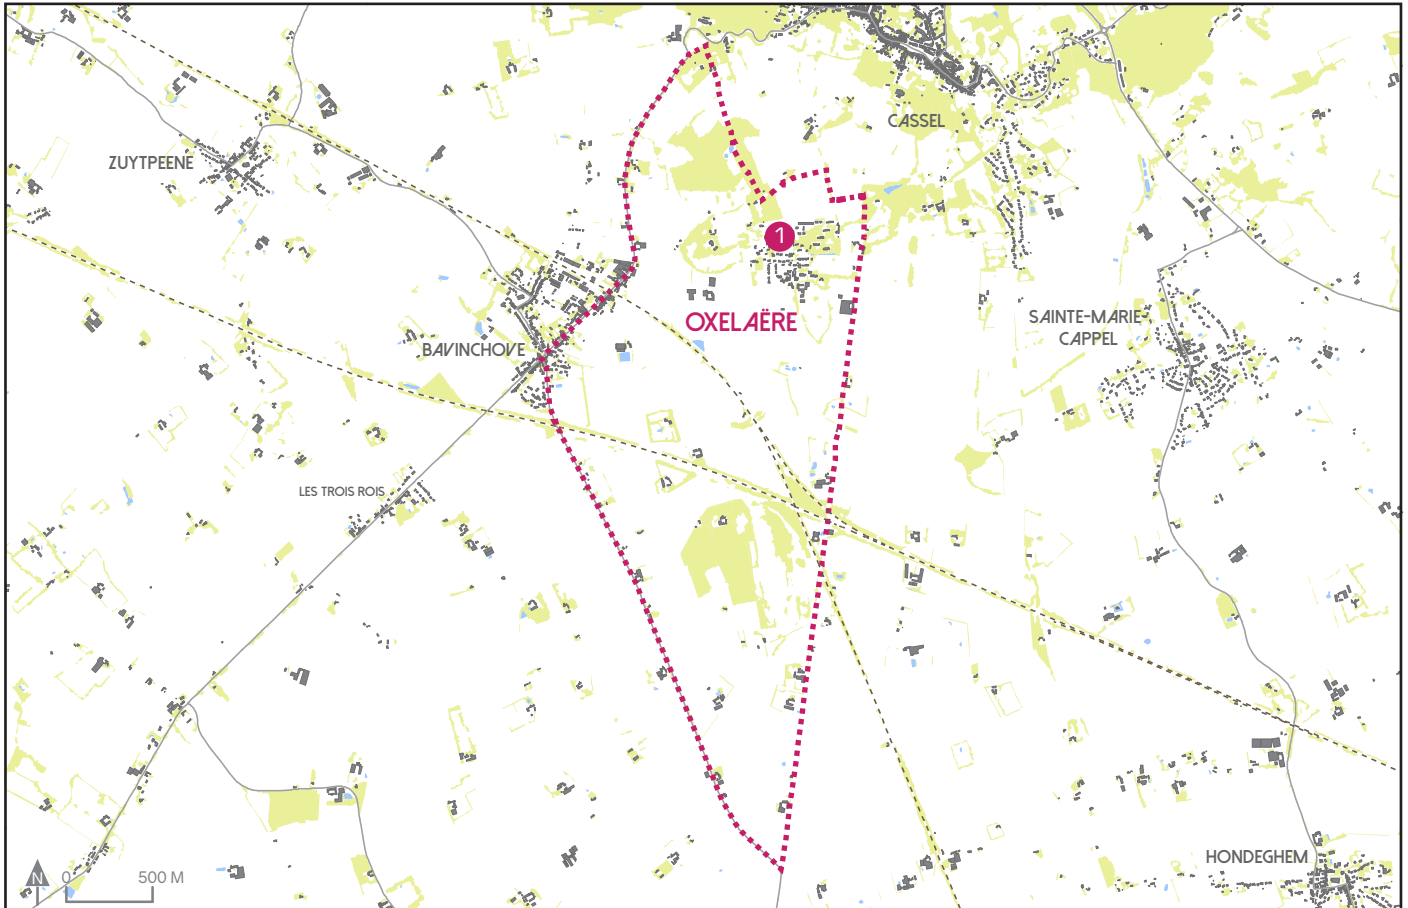 CASSEL
ZUYTPEENE
1
OXELAËRE
SAINTE-MARIE-
CAPPEL
BAVINCHOVE
LES TROIS ROIS
HONDEGHEM
N
0
500 M